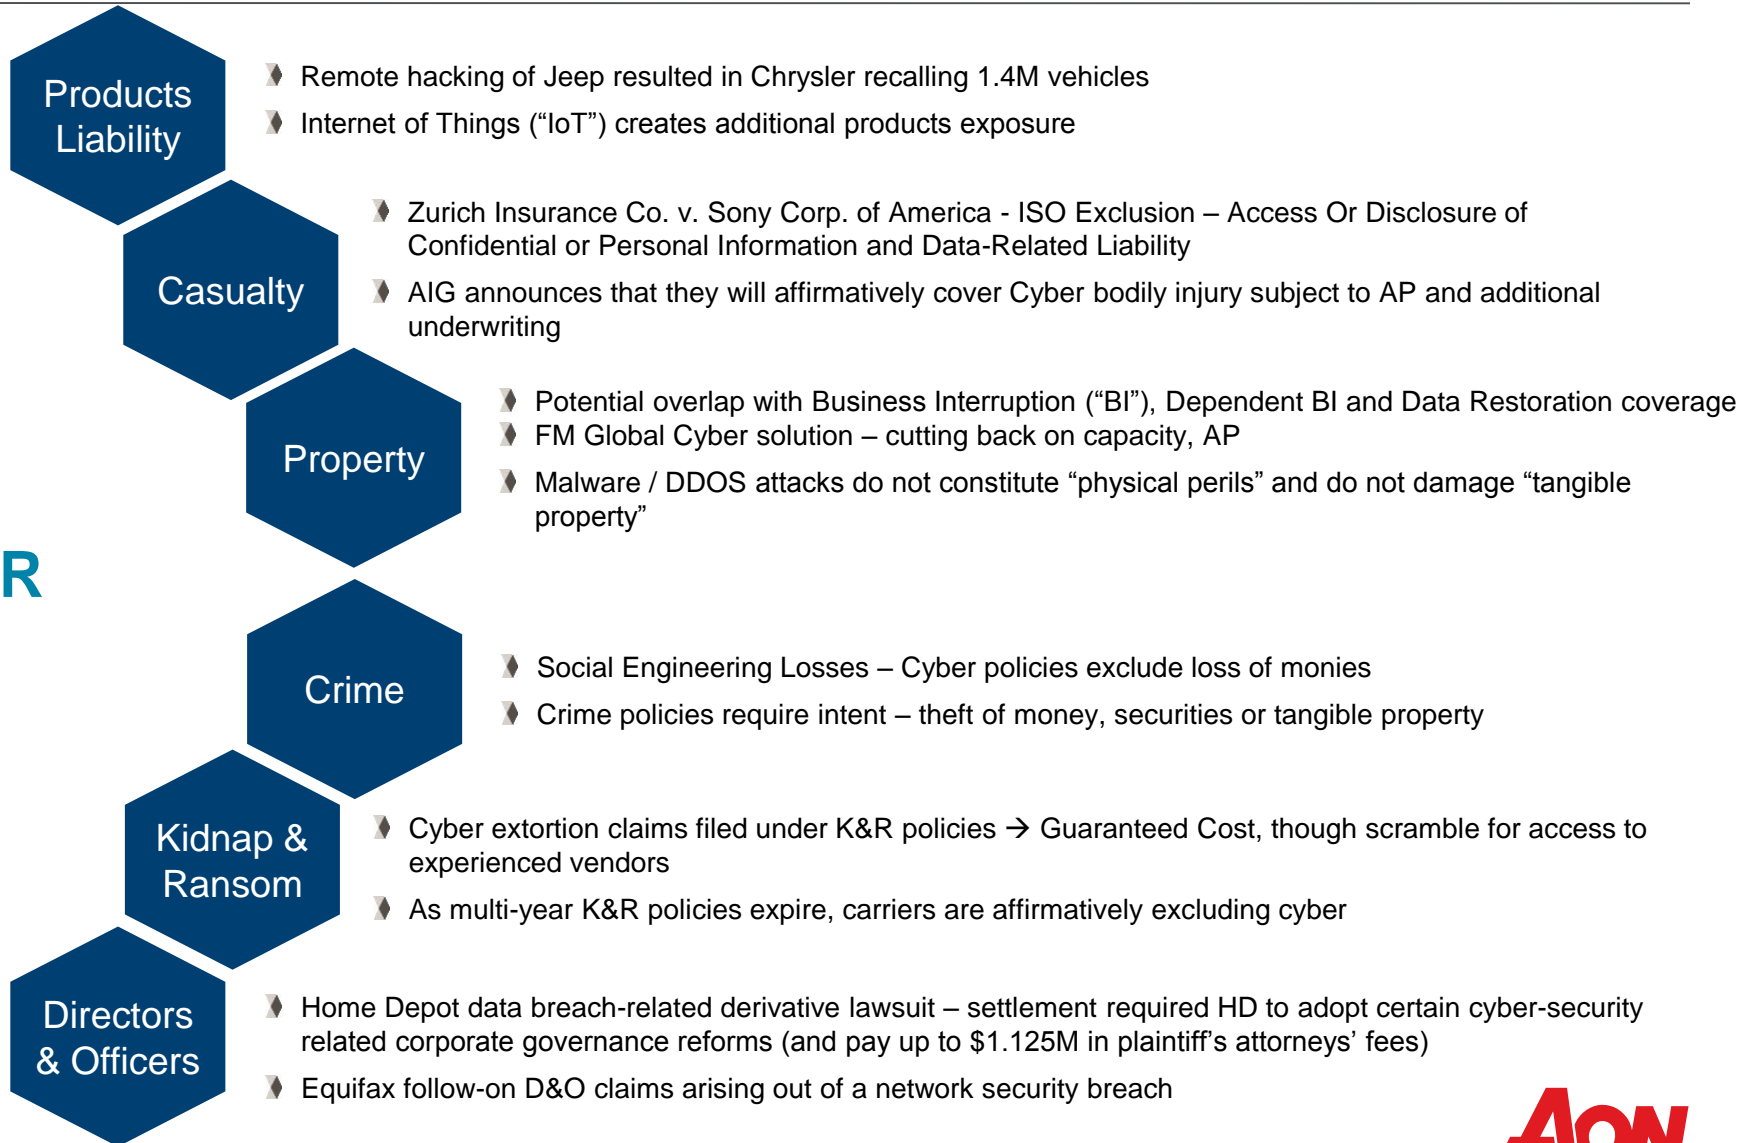 Products
Liability
Remote hacking of Jeep resulted in Chrysler recalling 1.4M vehicles
Internet of Things (“IoT”) creates additional products exposure
Casualty
Zurich Insurance Co. v. Sony Corp. of America - ISO Exclusion – Access Or Disclosure of
Confidential or Personal Information and Data-Related Liability
AIG announces that they will affirmatively cover Cyber bodily injury subject to AP and additional
underwriting
Property
Potential overlap with Business Interruption (“BI”), Dependent BI and Data Restoration coverage
FM Global Cyber solution – cutting back on capacity, AP
Malware / DDOS attacks do not constitute “physical perils” and do not damage “tangible
property”
R
Crime
Social Engineering Losses – Cyber policies exclude loss of monies
Crime policies require intent – theft of money, securities or tangible property
Kidnap &
Ransom
Cyber extortion claims filed under K&R policies → Guaranteed Cost, though scramble for access to
experienced vendors
As multi-year K&R policies expire, carriers are affirmatively excluding cyber
Directors
& Officers
Home Depot data breach-related derivative lawsuit – settlement required HD to adopt certain cyber-security
related corporate governance reforms (and pay up to $1.125M in plaintiff’s attorneys’ fees)
Equifax follow-on D&O claims arising out of a network security breach
AON